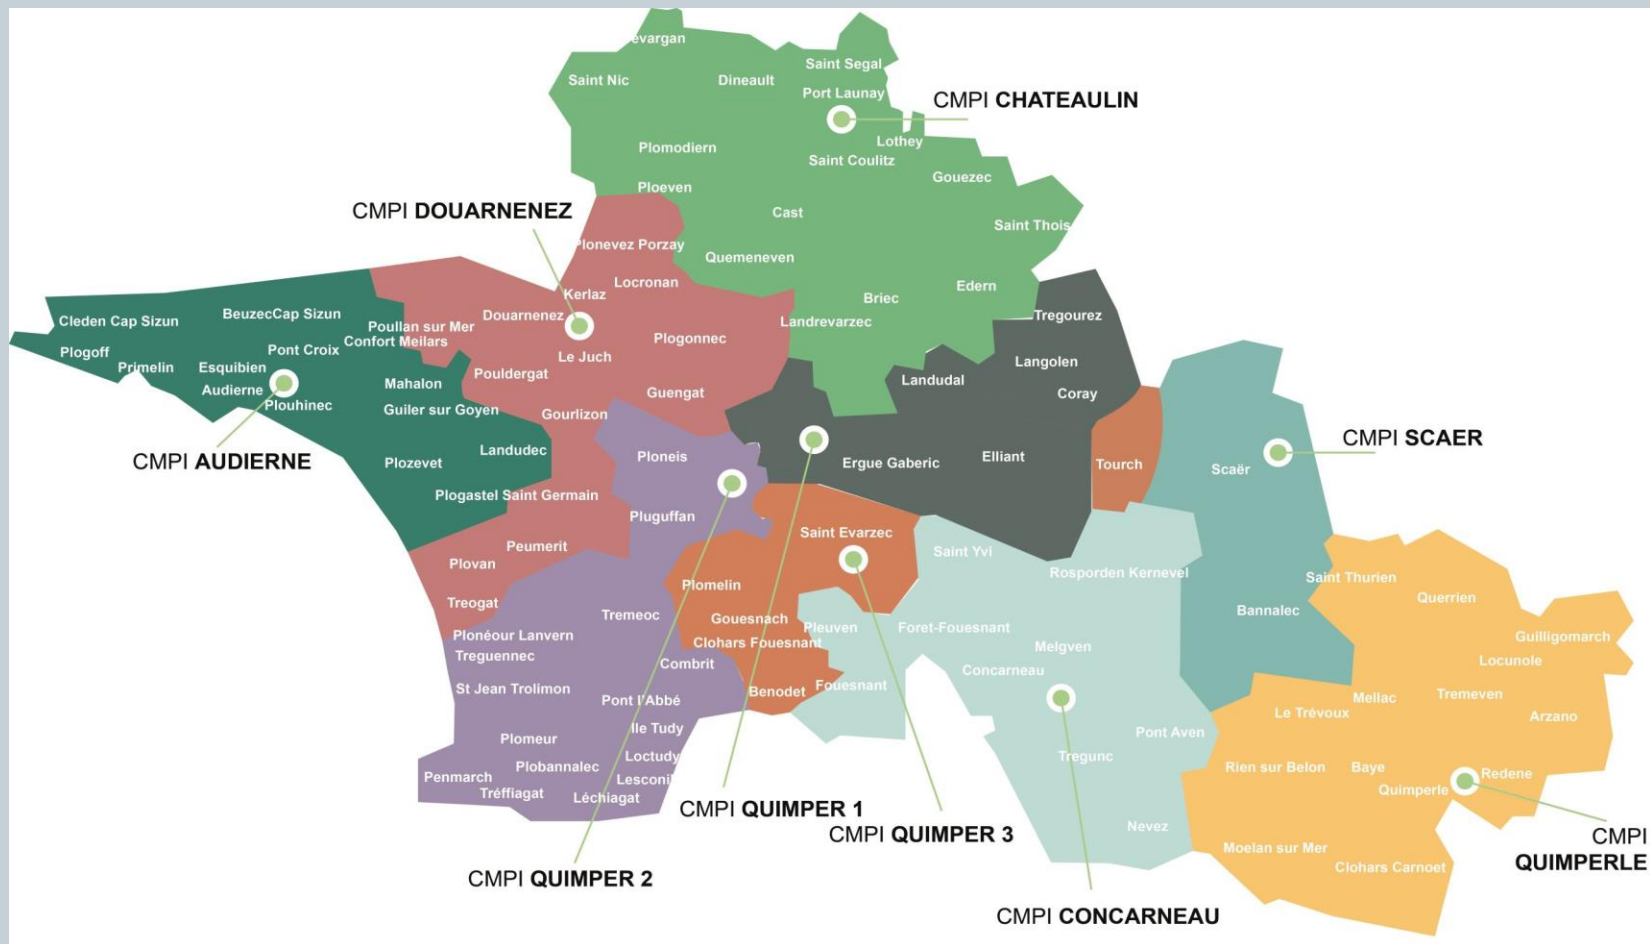 evargan
Saint Nic
Dineault
Saint Segal
Port Launay
CMPI CHATEAULIN
Lothey
Plomodiern
Saint Coulitz
Gouezec
Ploeven
Cast
Saint Thois
CMPI DOUARNENEZ
Plonevez Porzay
Quemeneven
Locronan
Kerlaz
Briec
Edern
Landrevarzec
Tregourez
Cleden Cap Sizun
BeuzecCap Sizun
Douarnenez
Poullan sur Mer
Confort Meilars
Plogonnec
Plogoff
Pont Croix
Le Juch
Langolen
Primelin
Esquibien
Pouldergat
Landudal
Audierne
Mahalon
Guengat
Coray
Plouhinec
Guiler sur Goyen
Gourlizon
CMPI AUDIERNE
Plozevet
Landudec
Ploneis
Ergue Gaberic
Elliant
Tourch
Scaër
CMPI SCAER
Plogastel Saint Germain
Pluguffan
Saint Evarzec
Peumerit
Saint Yvi
Plovan
Rosporden Kernevel
Saint Thurien
Plomelin
Querrien
Treogat
Tremeoc
Gouesnach
Pleuven
Foret-Fouesnant
Bannalec
Plonéour Lanvern
Clohars Fouesnant
Melgven
Guilligomarch
Treguennec
Combrit
Concarneau
Locunole
St Jean Trolimon
Benodet
Fouesnant
Mellac
Tremeven
Pont l'Abbé
Le Trévoux
Arzano
Ile Tudy
Pont Aven
Plomeur
Loctudy
Tregunc
Plobannalec
Rien sur Belon
Baye
Redene
Penmarch
Lesconil
Quimperle
Tréffiagat
Léchiagat
CMPI QUIMPER 1
Nevez
CMPI QUIMPER 3
CMPI
QUIMPERLE
Moelan sur Mer
Clohars Carnoet
CMPI QUIMPER 2
CMPI CONCARNEAU